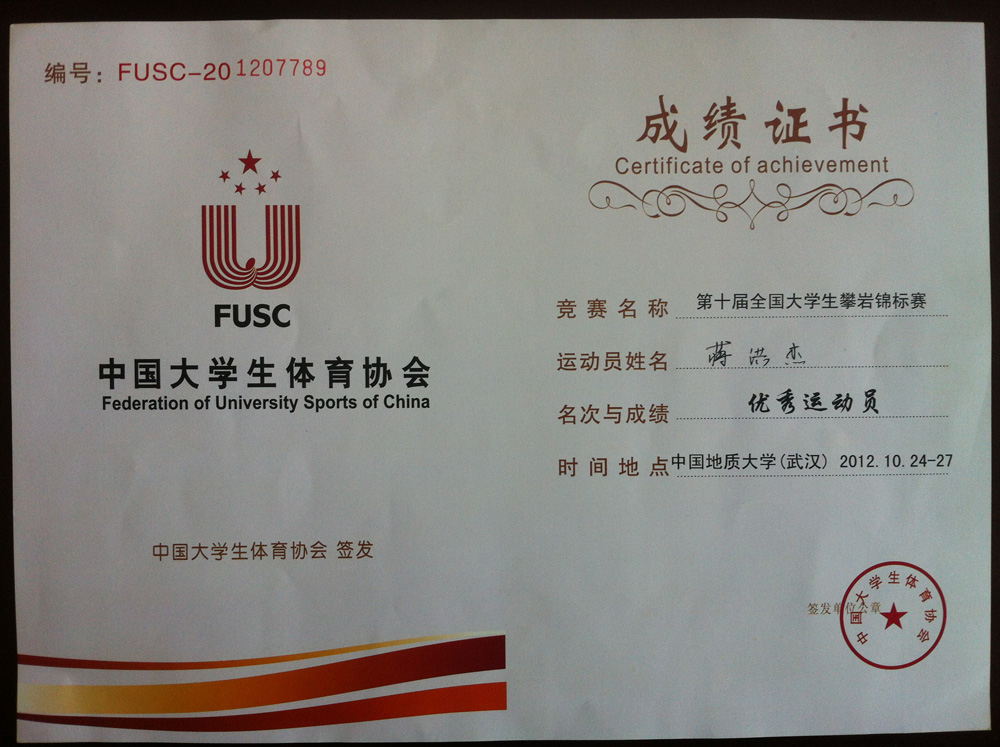 编号：FUSC-201207789
FUSC
中国大学生体育协会
Federation of University Sports of China
中国大学生体育协会 签发
成绩证书
Certificate of achievement
竞赛名称 第十届全国大学生攀岩锦标赛
运动员姓名 蒋洪杰
名次与成绩 优秀运动员
时间地点 中国地质大学(武汉) 2012.10.24-27
签发单位公章
中国大学生体育协会